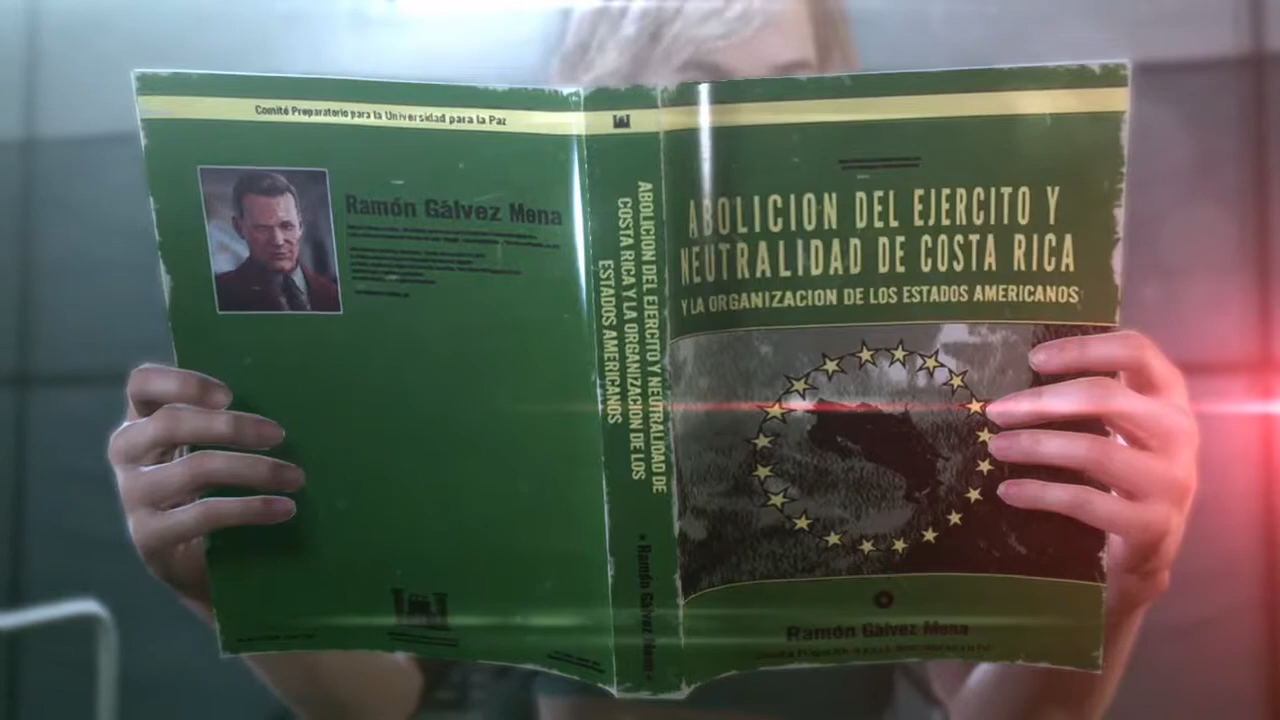 Comité Preparatorio para la Universidad para la Paz
Ramón Gálvez Mena
ABOLICION DEL EJERCITO Y NEUTRALIDAD DE
COSTA RICA Y LA ORGANIZACION DE LOS
ESTADOS AMERICANOS
• Ramón Gálvez Mena •
ABOLICION DEL EJERCITO Y
NEUTRALIDAD DE COSTA RICA
Y LA ORGANIZACION DE LOS ESTADOS AMERICANOS
Ramón Gálvez Mena